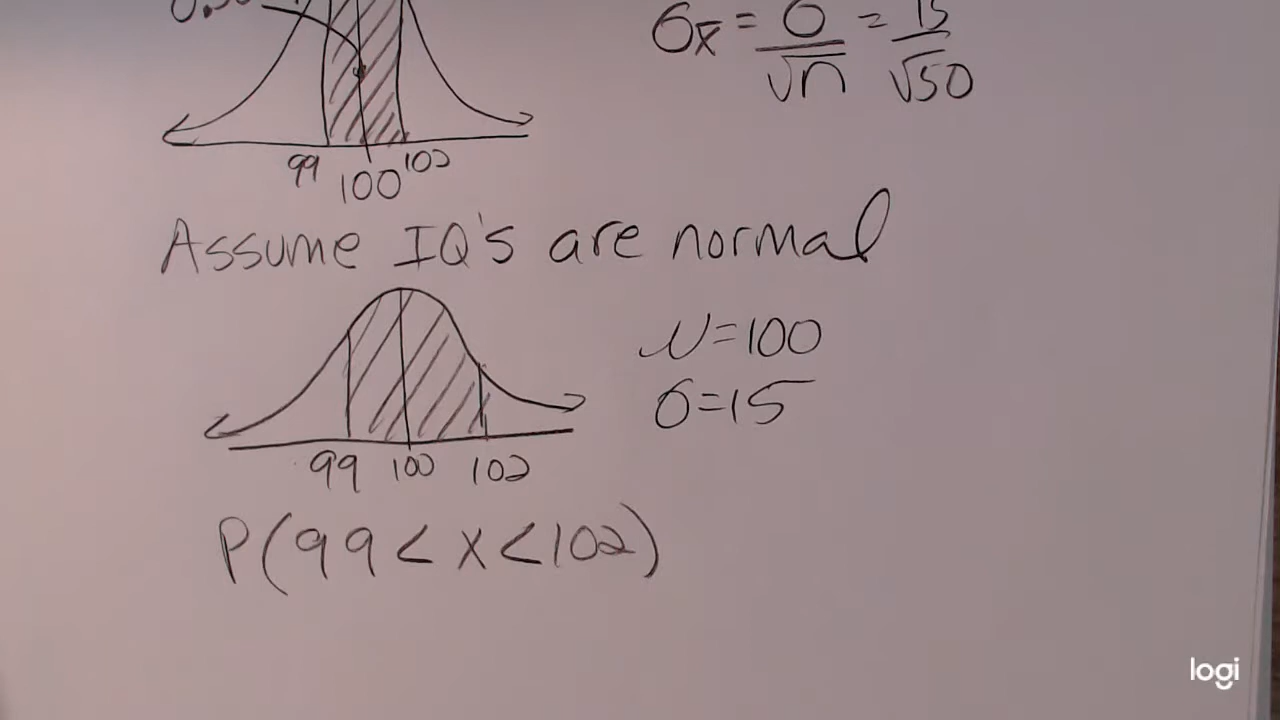 σx̄ = σ/√n = 15/√50
99 100 102
Assume IQ's are normal
μ=100
σ=15
99 100 102
P(99<x<102)
logi